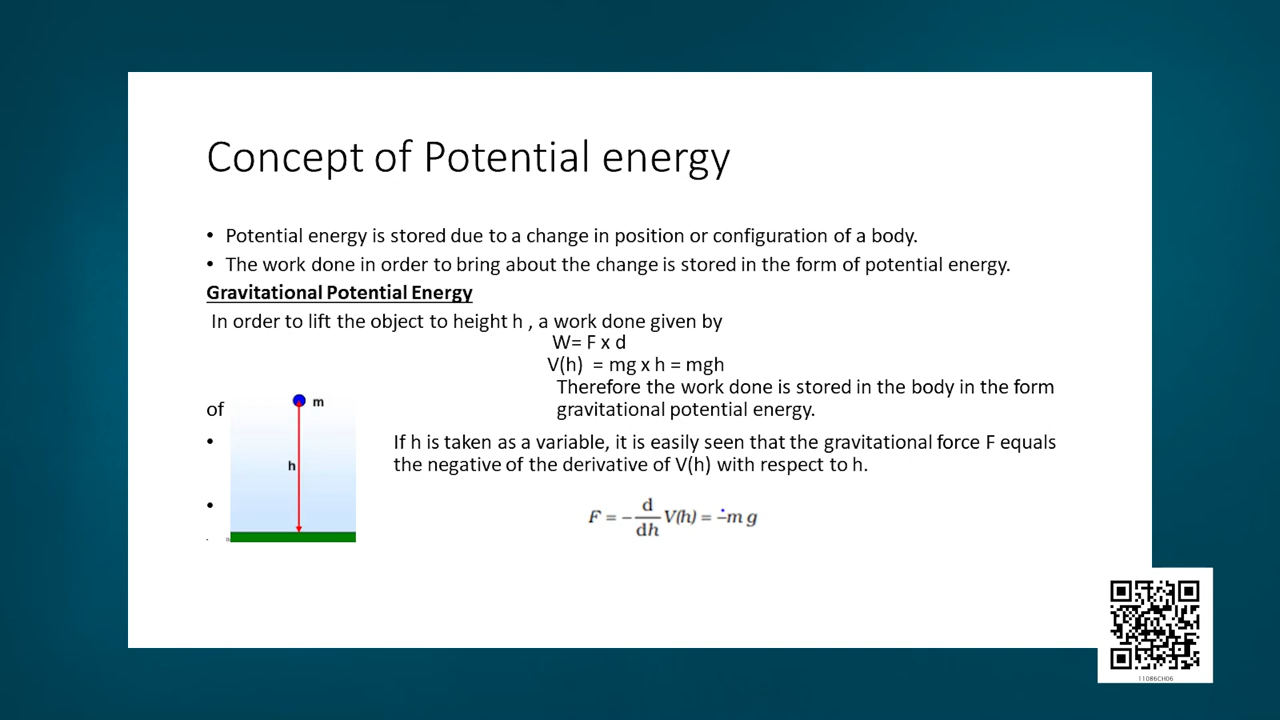 Concept of Potential energy
• Potential energy is stored due to a change in position or configuration of a body.
• The work done in order to bring about the change is stored in the form of potential energy.
Gravitational Potential Energy
In order to lift the object to height h , a work done given by
W= F x d
V(h) = mg x h = mgh
Therefore the work done is stored in the body in the form
of gravitational potential energy.
m
• If h is taken as a variable, it is easily seen that the gravitational force F equals
the negative of the derivative of V(h) with respect to h.
h
• F = − d/dh V(h) = −m g
11086CH06